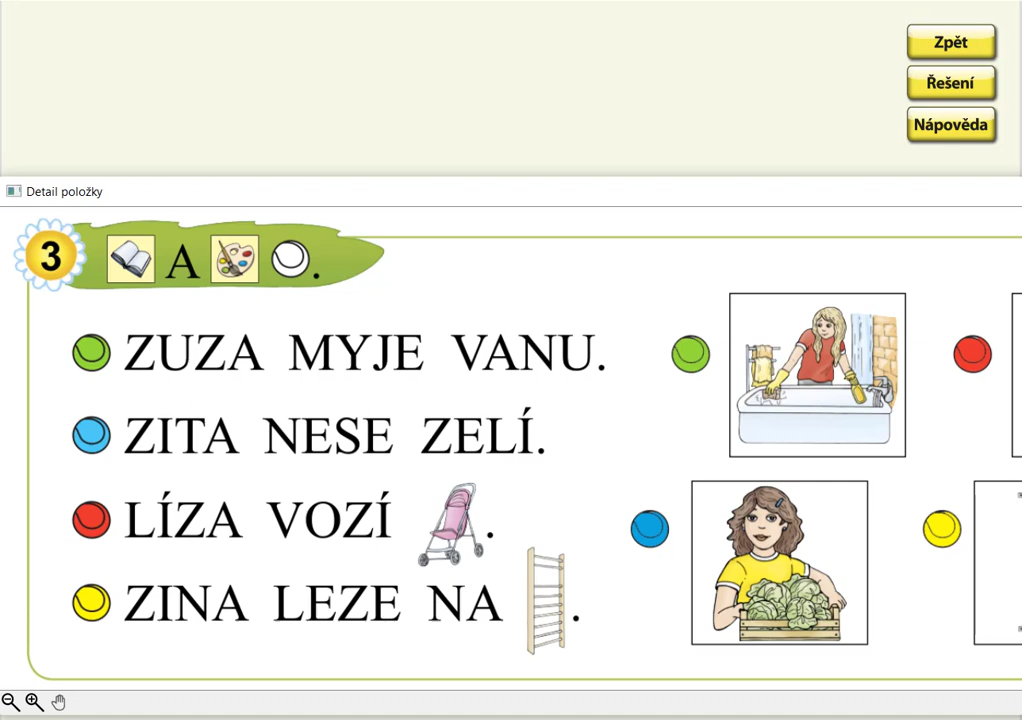 Zpět
Řešení
Nápověda
Detail položky
3 A .
ZUZA MYJE VANU.
ZITA NESE ZELÍ.
LÍZA VOZÍ .
ZINA LEZE NA .